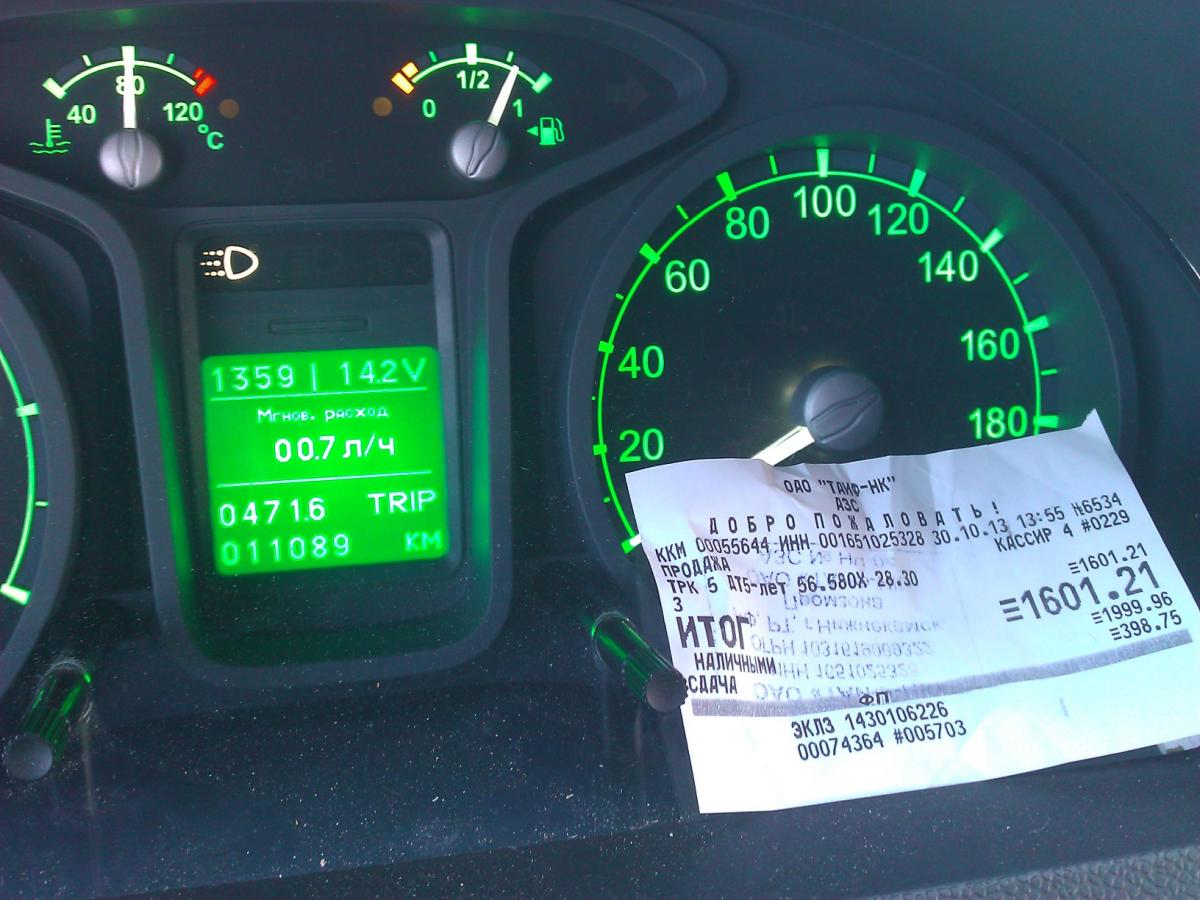 40 80 120 °C
0 1/2 1
20 40 60 80 100 120 140 160 180
1359 | 14.2V
Мгнов. расход
00.7 л/ч
0471.6 TRIP
011089 KM
ОАО "ТАИФ-НК"
АЗС
ДОБРО ПОЖАЛОВАТЬ!
ККМ 00055644 ИНН 001651025328 30.10.13 13:55 №6534
ПРОДАЖА КАССИР 4 #0229
ТРК 5 ДТ5-лет 56.580X 28.30
3 ≡1601.21
ИТОГ ≡1601.21
НАЛИЧНЫМИ ≡1999.96
СДАЧА ≡398.75
ФП
ЭКЛЗ 1430106226
00074364 #005703